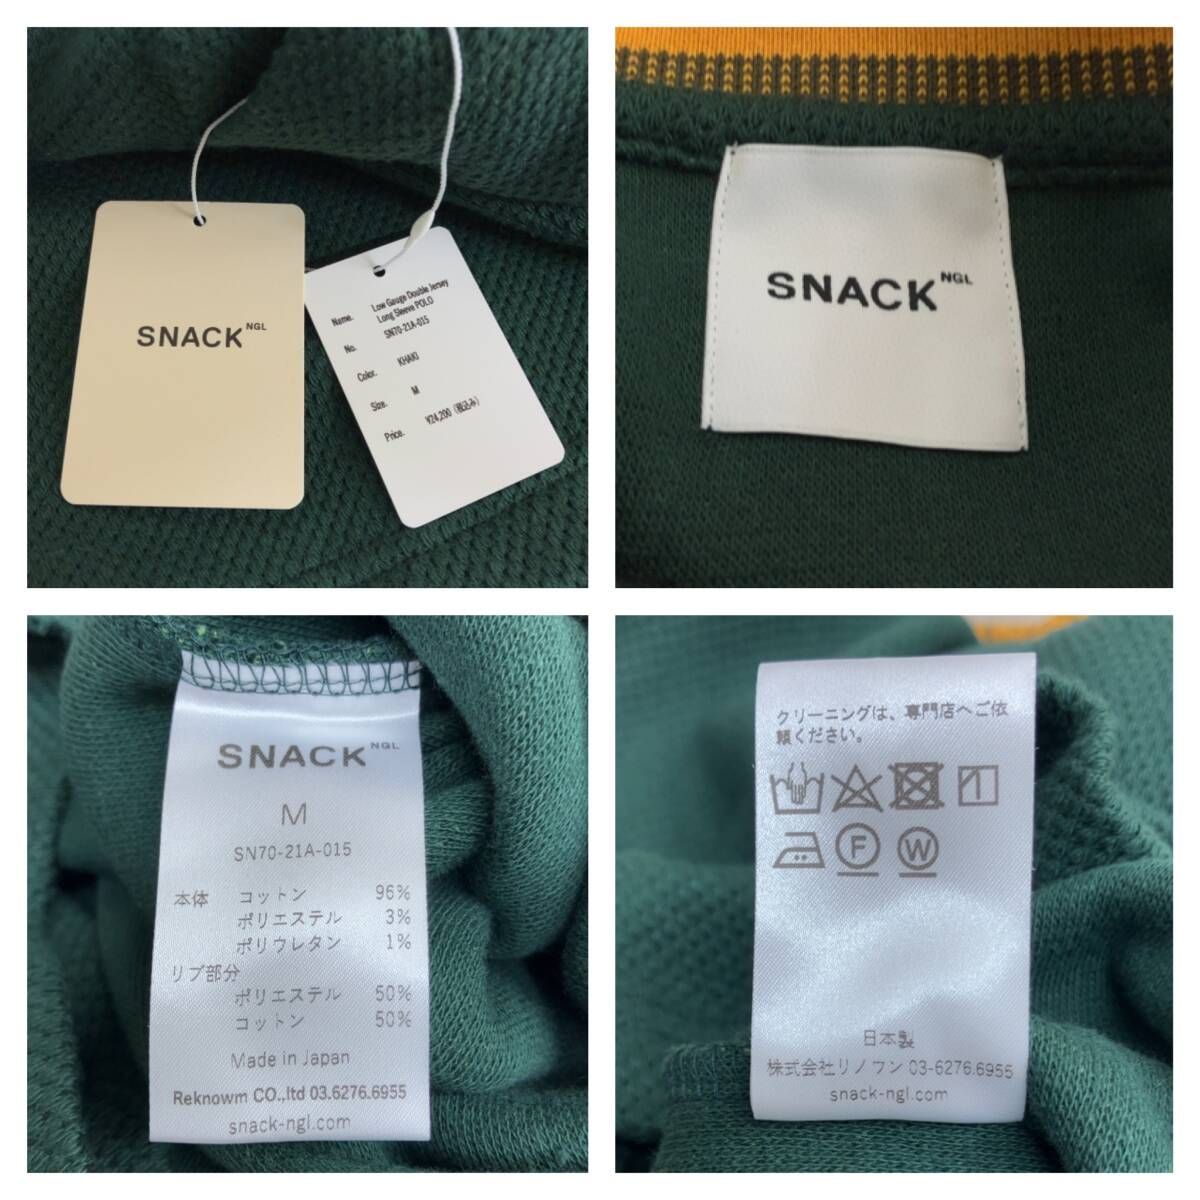 SNACK NGL
Name. Low Gauge Double Jersey
Long Sleeve POLO
No. SN70-21A-015
Color. KHAKI
Size. M
Price. ¥24,200 (税込み)
SNACK NGL
SNACK NGL
M
SN70-21A-015
本体 コットン 96%
ポリエステル 3%
ポリウレタン 1%
リブ部分
ポリエステル 50%
コットン 50%
Made in Japan
Reknowm CO.,ltd 03.6276.6955
snack-ngl.com
クリーニングは、専門店へご依
頼ください。
F W
日本製
株式会社リノワン 03-6276-6955
snack-ngl.com